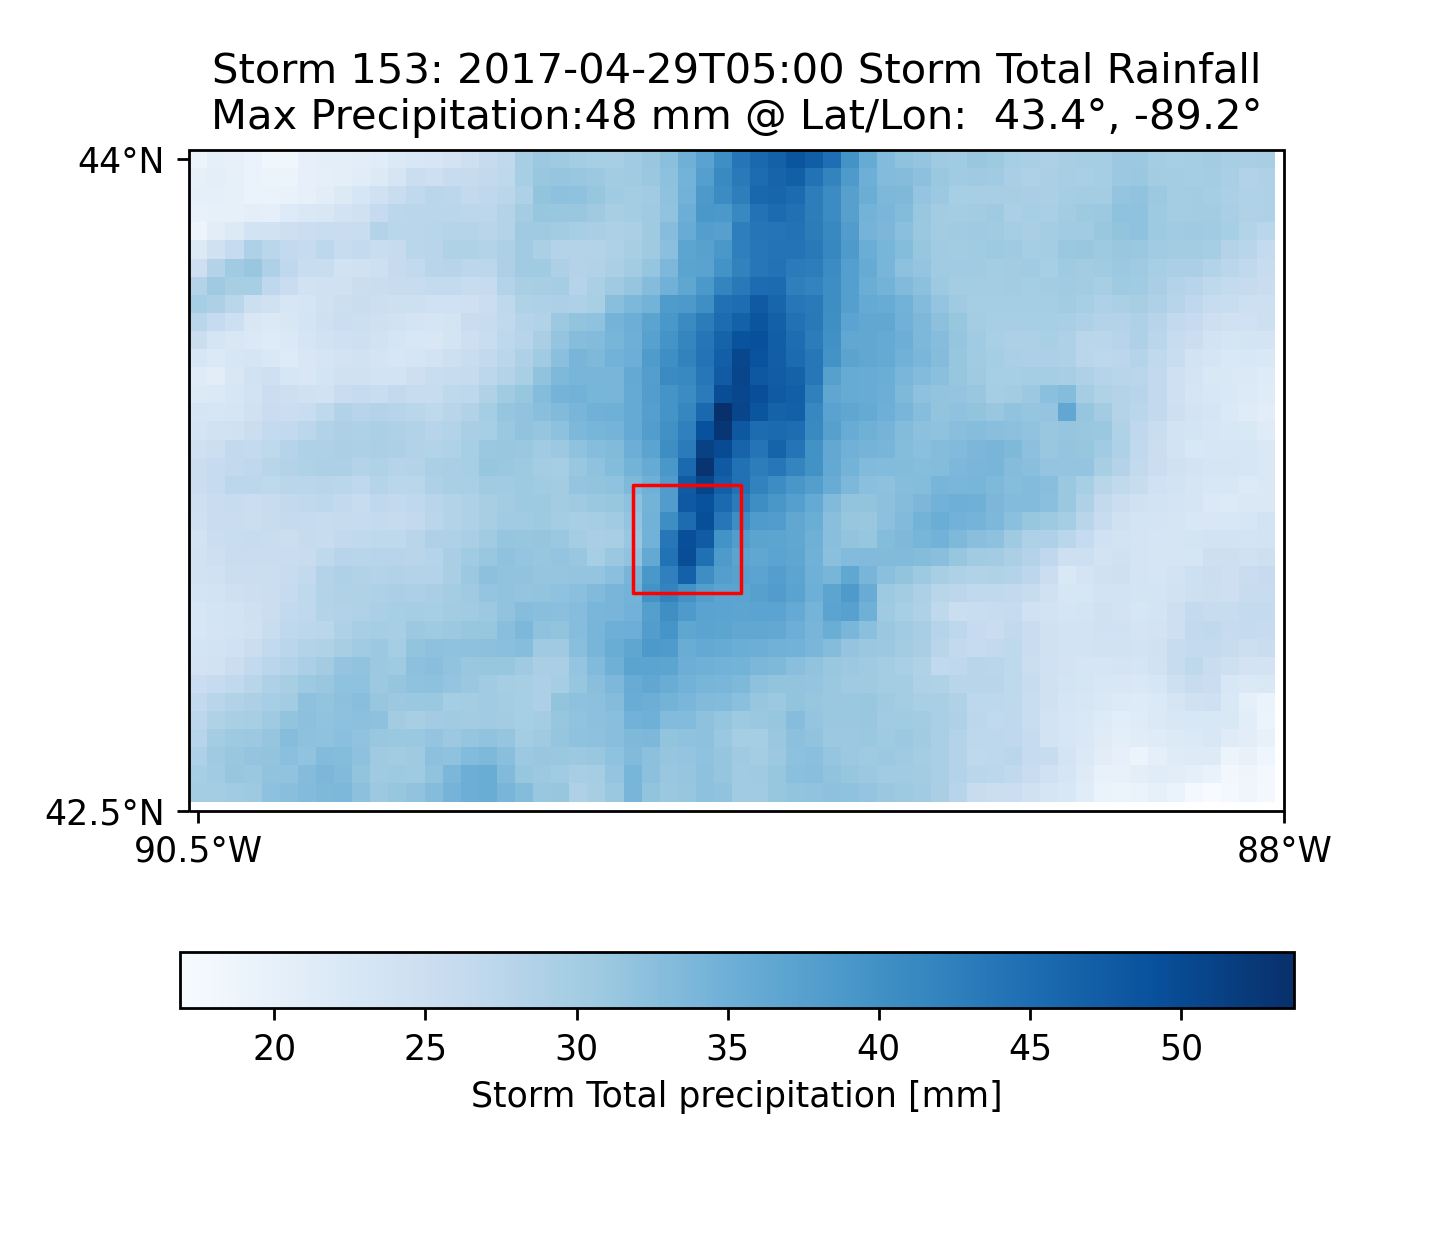 Storm 153: 2017-04-29T05:00 Storm Total Rainfall
Max Precipitation:48 mm @ Lat/Lon:  43.4°, -89.2°
44°N
42.5°N
90.5°W
88°W
20
25
30
35
40
45
50
Storm Total precipitation [mm]